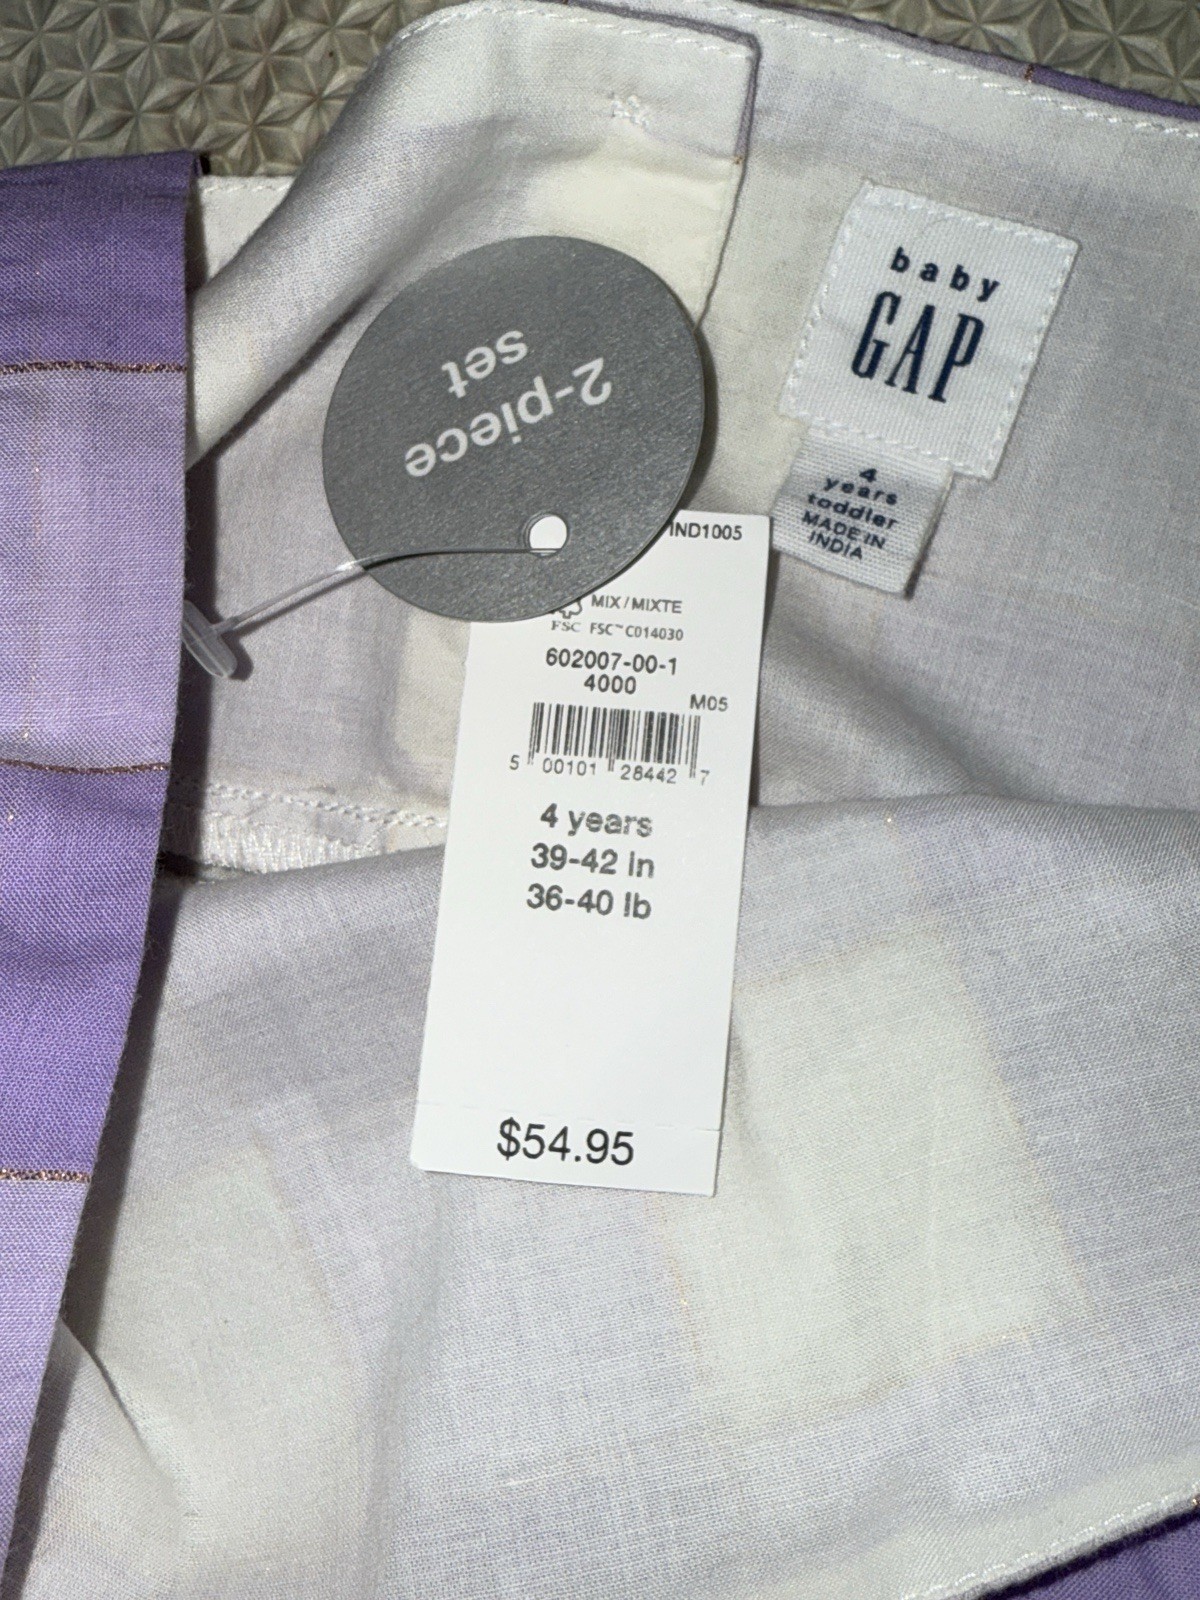 2-piece
set
baby
GAP
4
years
toddler
MADE IN
INDIA
IND1005
MIX/MIXTE
FSC FSC™ C014030
602007-00-1
4000
M05
5 00101 28442 7
4 years
39-42 in
36-40 lb
$54.95